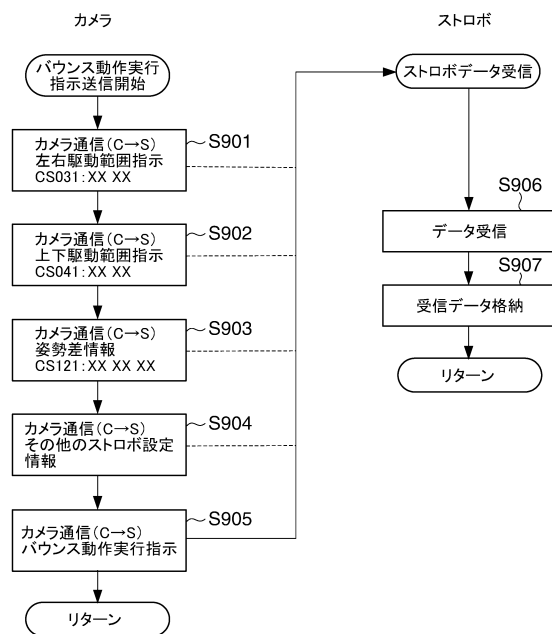 カメラ
バウンス動作実行
指示送信開始
カメラ通信(C→S)
左右駆動範囲指示
CS031:XX XX
S901
カメラ通信(C→S)
上下駆動範囲指示
CS041:XX XX
S902
カメラ通信(C→S)
姿勢差情報
CS121:XX XX XX
S903
カメラ通信(C→S)
その他のストロボ設定
情報
S904
カメラ通信(C→S)
バウンス動作実行指示
S905
リターン
ストロボ
ストロボデータ受信
S906
データ受信
S907
受信データ格納
リターン